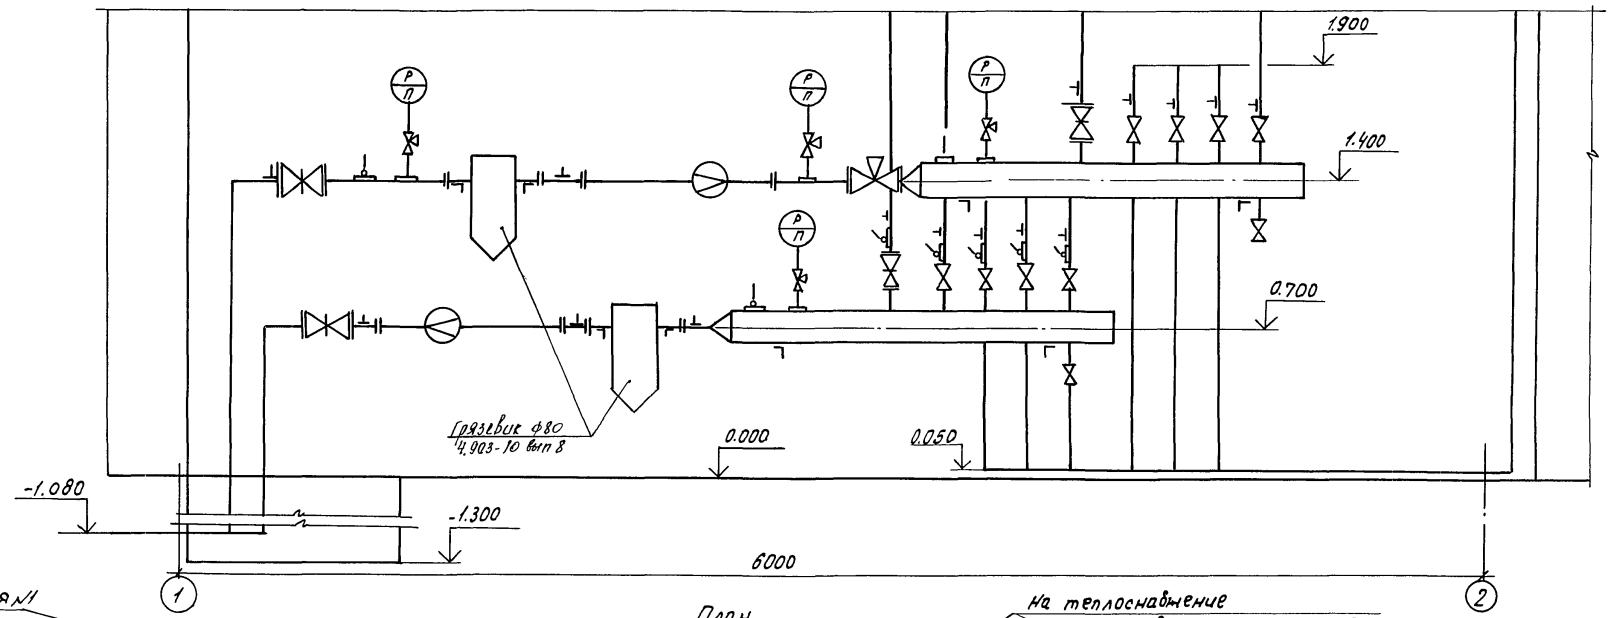 1.900
Р
П
Р
П
Р
П
1.400
Р
П
0.700
Грязевик ф80
4.903-10 вып 8
0.000
0.050
-1.080
-1.300
6000
1
2
План
На теплоснабжение